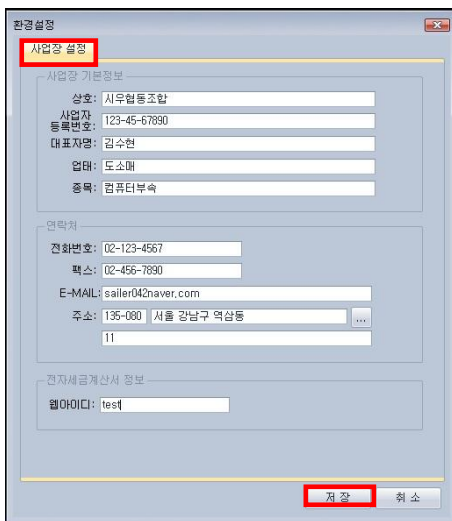 환경설정
사업장 설정
사업장 기본정보
상호: 시우협동조합
사업자
등록번호: 123-45-67890
대표자명: 김수현
업태: 도소매
종목: 컴퓨터부속
연락처
전화번호: 02-123-4567
팩스: 02-456-7890
E-MAIL: sailer042naver.com
주소: 135-080 서울 강남구 역삼동 ...
11
전자세금계산서 정보
웹아이디: test
저 장 취 소